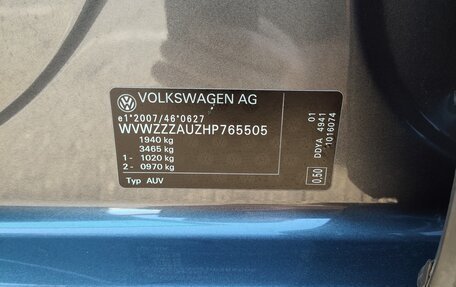 VOLKSWAGEN AG
e1*2007/46*0627
WVWZZZAUZHP765505
1940 kg
3465 kg
1- 1020 kg
2- 0970 kg
Typ AUV
01
DDYA 4941
1016074
0.50